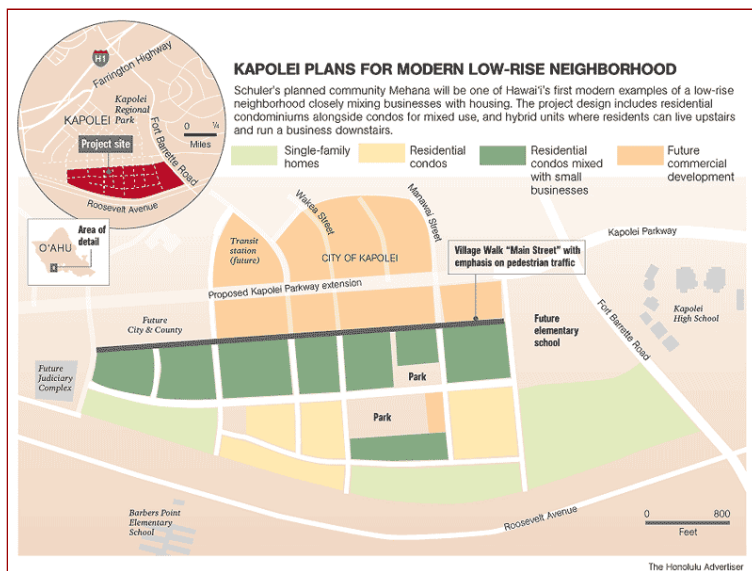 KAPOLEI PLANS FOR MODERN LOW-RISE NEIGHBORHOOD
Schuler's planned community Mehana will be one of Hawai'i's first modern examples of a low-rise
neighborhood closely mixing businesses with housing. The project design includes residential
condominiums alongside condos for mixed use, and hybrid units where residents can live upstairs
and run a business downstairs.
Single-family
homes
Residential
condos
Residential
condos mixed
with small
businesses
Future
commercial
development
H1
Farrington Highway
Kapolei
Regional
Park
KAPOLEI
Fort Barrette Road
0 ¼
Miles
Project site
Roosevelt Avenue
O'AHU
Area of
detail
Wakea Street
Manawai Street
Transit
station
(future)
CITY OF KAPOLEI
Village Walk "Main Street" with
emphasis on pedestrian traffic
Kapolei Parkway
Proposed Kapolei Parkway extension
Future
City & County
Future
elementary
school
Kapolei
High School
Fort Barrette Road
Future
Judiciary
Complex
Park
Park
Barbers Point
Elementary
School
Roosevelt Avenue
0 800
Feet
The Honolulu Advertiser